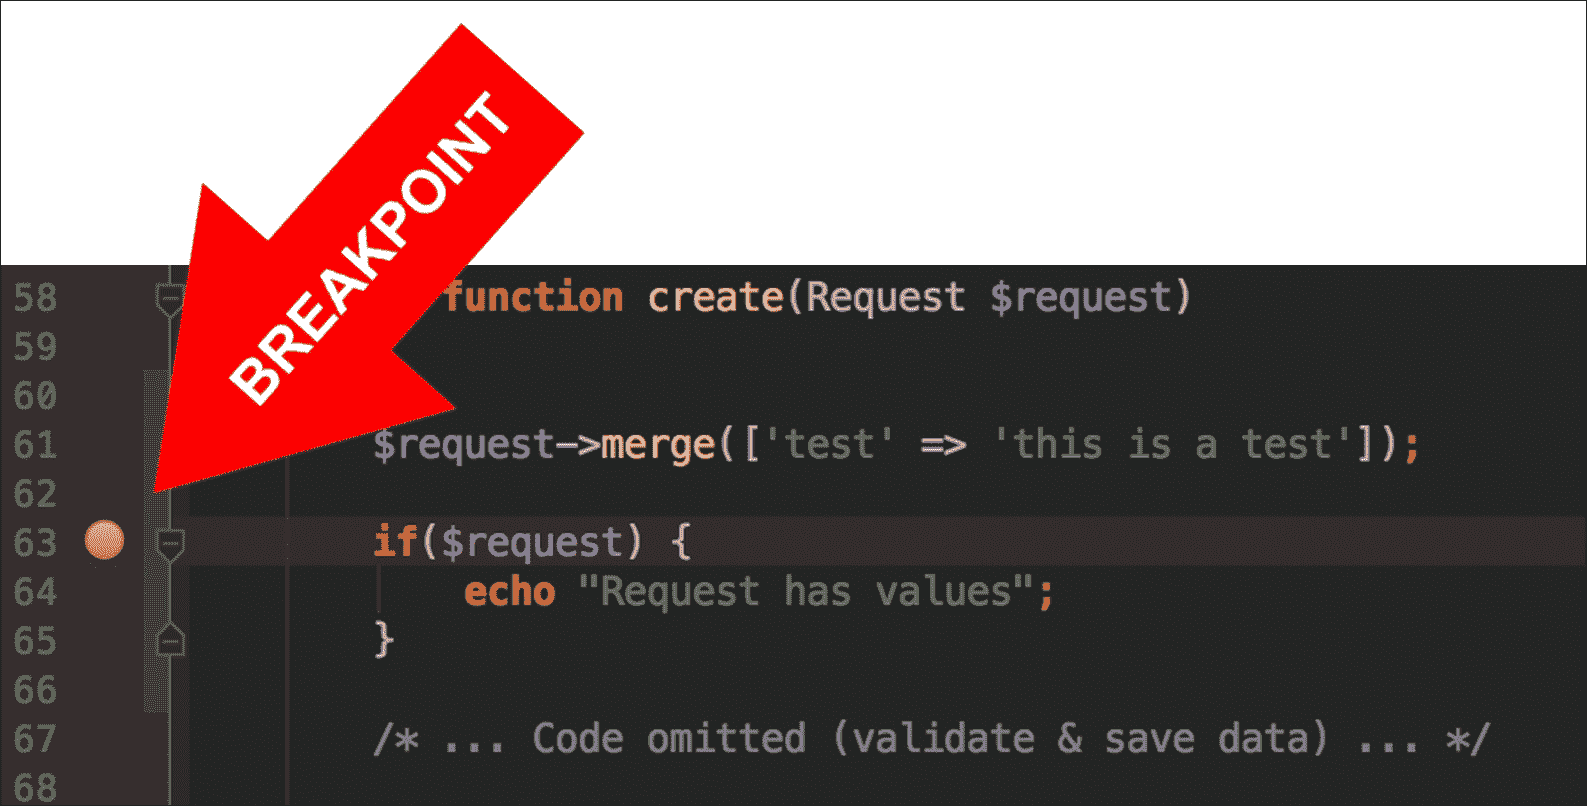 BREAKPOINT
58 function create(Request $request)
59
60
61 $request->merge(['test' => 'this is a test']);
62
63 if($request) {
64 echo "Request has values";
65 }
66
67 /* ... Code omitted (validate & save data) ... */
68